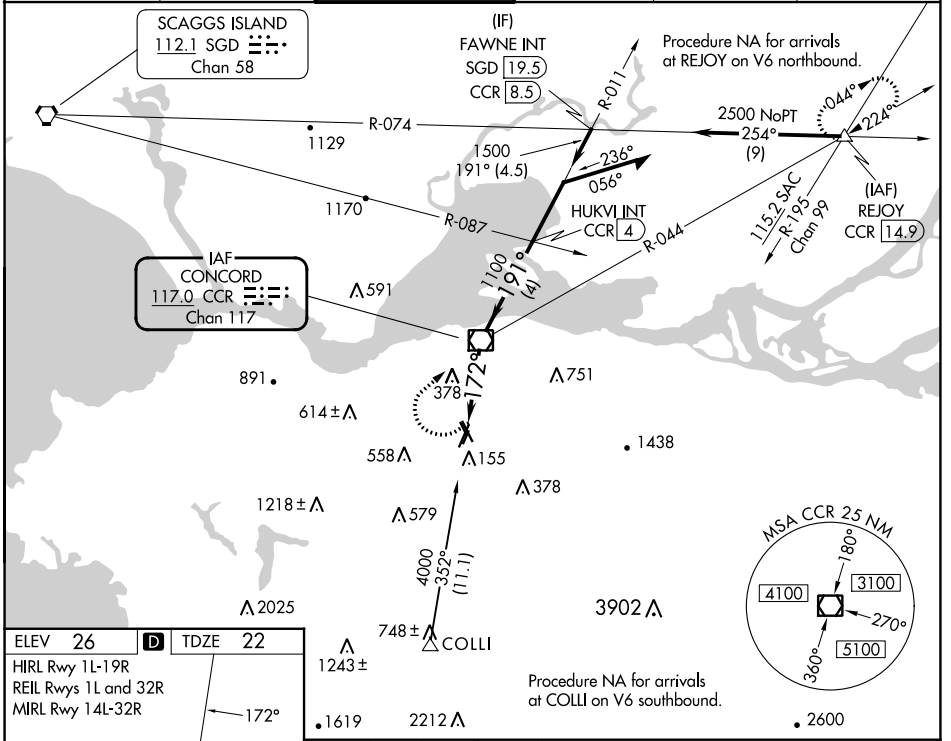 SCAGGS ISLAND
112.1 SGD
Chan 58
(IF)
FAWNE INT
SGD 19.5
CCR 8.5
R-011
Procedure NA for arrivals
at REJOY on V6 northbound.
044°
224°
2500 NoPT
254°
(9)
R-074
1129
1500
191° (4.5)
236°
056°
(IAF)
REJOY
CCR 14.9
115.2 SAC
R-195
Chan 99
1170
R-087
HUKVI INT
CCR 4
R-044
IAF
CONCORD
117.0 CCR
Chan 117
591
1100
191°
(4)
172°
891
378
751
614±
558
155
1438
1218±
579
378
4000
352°
(11.1)
MSA CCR 25 NM
180°
4100
3100
270°
5100
360°
2025
3902
748±
COLLI
1243±
ELEV 26 D TDZE 22
HIRL Rwy 1L-19R
REIL Rwys 1L and 32R
MIRL Rwy 14L-32R
172°
Procedure NA for arrivals
at COLLI on V6 southbound.
1619
2212
2600